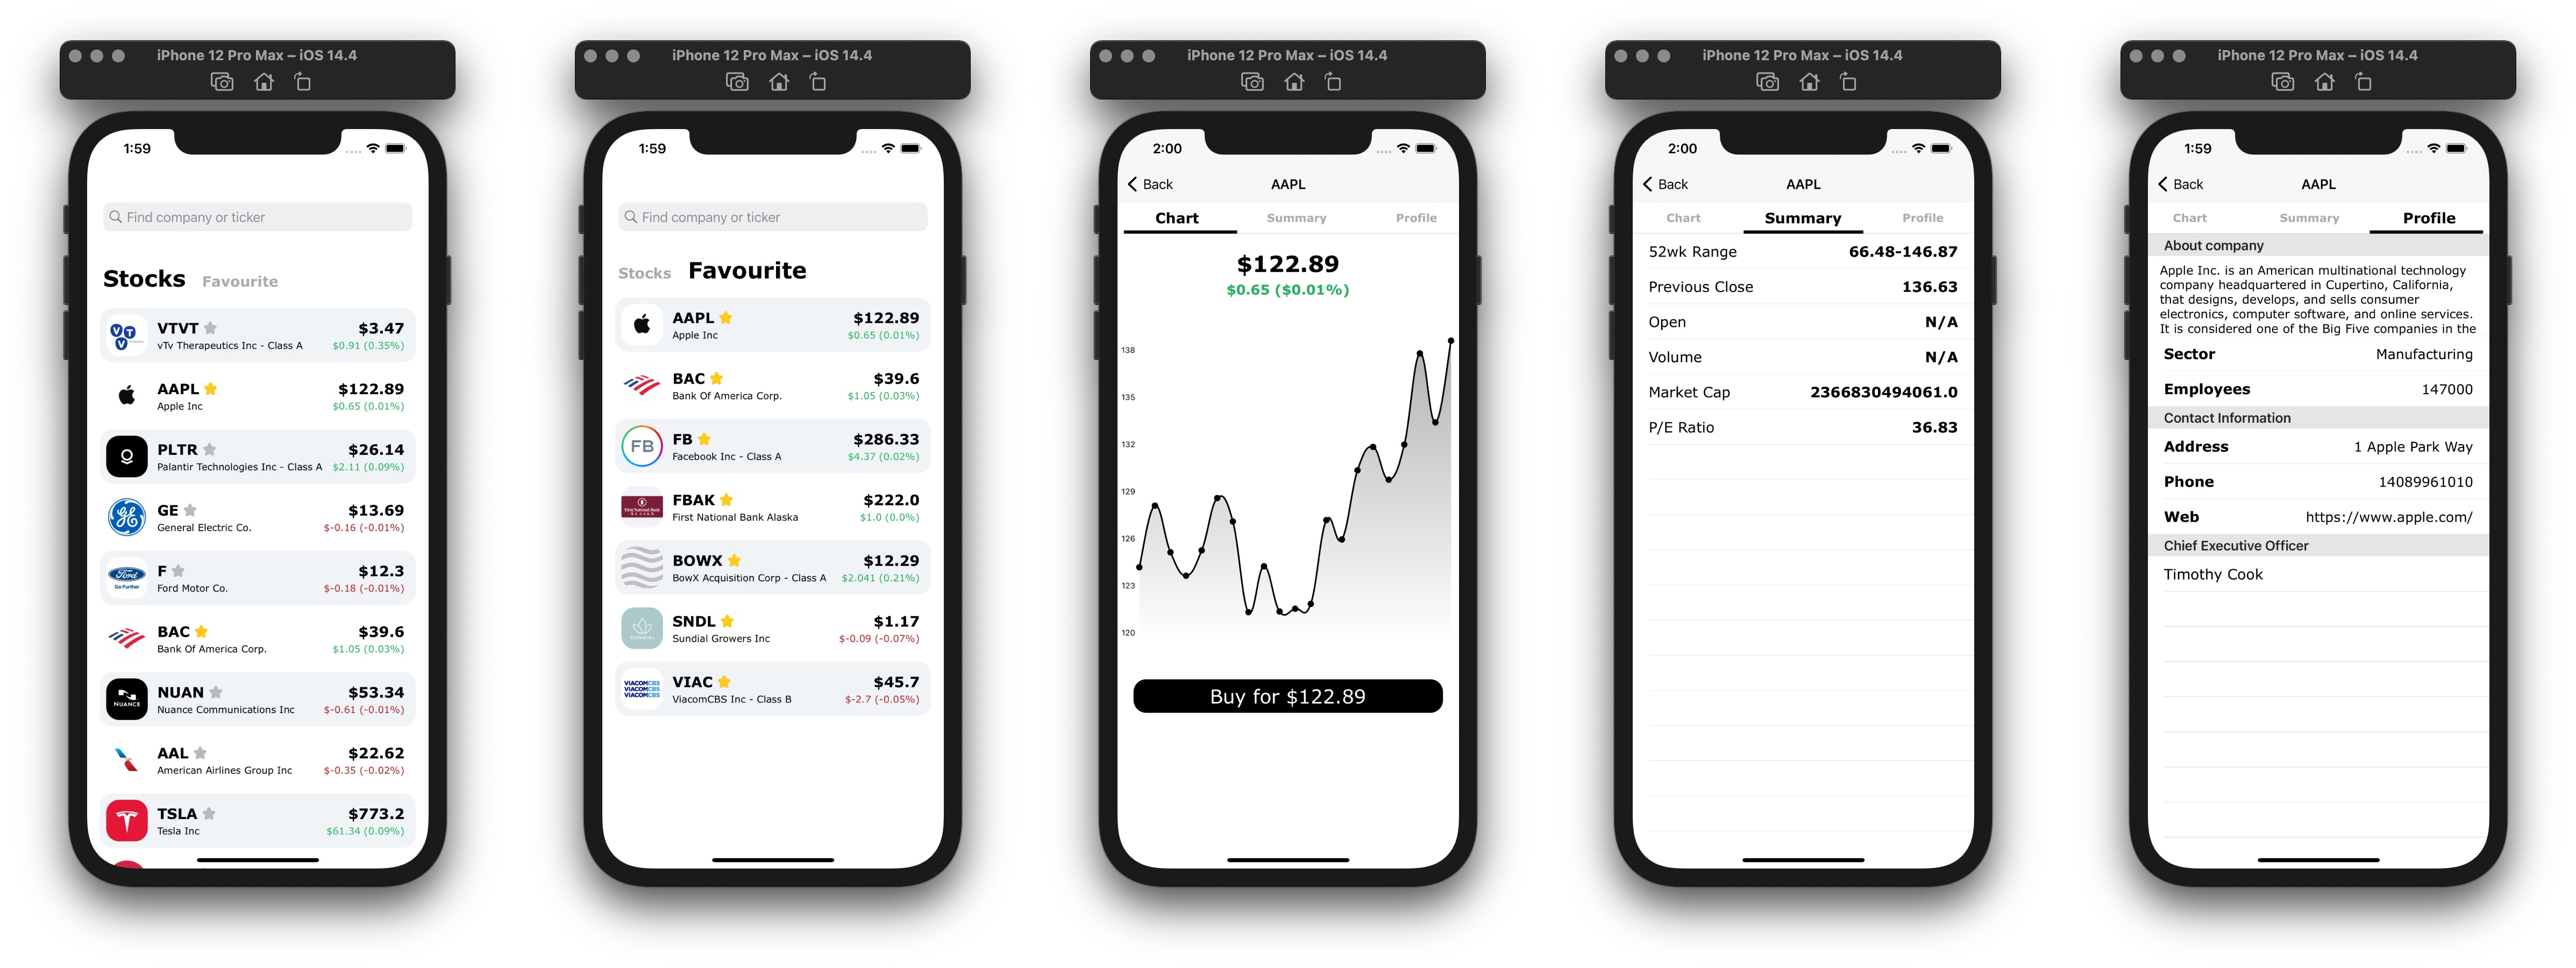 iPhone 12 Pro Max – iOS 14.4
1:59
Find company or ticker
Stocks Favourite
VTVT $3.47
vTv Therapeutics Inc - Class A $0.91 (0.35%)
AAPL $122.89
Apple Inc $0.65 (0.01%)
PLTR $26.14
Palantir Technologies Inc - Class A $2.11 (0.09%)
GE $13.69
General Electric Co. $-0.16 (-0.01%)
Ford
Go Further
F $12.3
Ford Motor Co. $-0.18 (-0.01%)
BAC $39.6
Bank Of America Corp. $1.05 (0.03%)
NUANCE
NUAN $53.34
Nuance Communications Inc $-0.61 (-0.01%)
AAL $22.62
American Airlines Group Inc $-0.35 (-0.02%)
TSLA $773.2
Tesla Inc $61.34 (0.09%)
iPhone 12 Pro Max – iOS 14.4
1:59
Find company or ticker
Stocks Favourite
AAPL $122.89
Apple Inc $0.65 (0.01%)
BAC $39.6
Bank Of America Corp. $1.05 (0.03%)
FB
FB $286.33
Facebook Inc - Class A $4.37 (0.02%)
First National Bank
ALASKA
FBAK $222.0
First National Bank Alaska $1.0 (0.0%)
BOWX $12.29
BowX Acquisition Corp - Class A $2.041 (0.21%)
SUNDIAL
SNDL $1.17
Sundial Growers Inc $-0.09 (-0.07%)
VIACOMCBS
VIACOMCBS
VIACOMCBS
VIAC $45.7
ViacomCBS Inc - Class B $-2.7 (-0.05%)
iPhone 12 Pro Max – iOS 14.4
2:00
Back AAPL
Chart Summary Profile
$122.89
$0.65 ($0.01%)
138
135
132
129
126
123
120
Buy for $122.89
iPhone 12 Pro Max – iOS 14.4
2:00
Back AAPL
Chart Summary Profile
52wk Range 66.48-146.87
Previous Close 136.63
Open N/A
Volume N/A
Market Cap 2366830494061.0
P/E Ratio 36.83
iPhone 12 Pro Max – iOS 14.4
1:59
Back AAPL
Chart Summary Profile
About company
Apple Inc. is an American multinational technology
company headquartered in Cupertino, California,
that designs, develops, and sells consumer
electronics, computer software, and online services.
It is considered one of the Big Five companies in the
Sector Manufacturing
Employees 147000
Contact Information
Address 1 Apple Park Way
Phone 14089961010
Web https://www.apple.com/
Chief Executive Officer
Timothy Cook